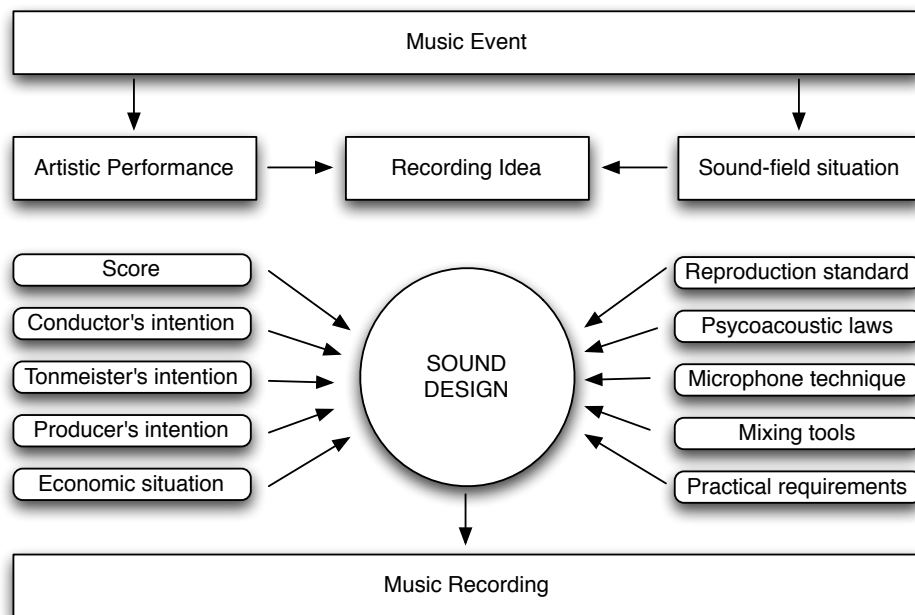 Music Event
Artistic Performance
Recording Idea
Sound-field situation
Score
Conductor's intention
Tonmeister's intention
Producer's intention
Economic situation
SOUND
DESIGN
Reproduction standard
Psycoacoustic laws
Microphone technique
Mixing tools
Practical requirements
Music Recording